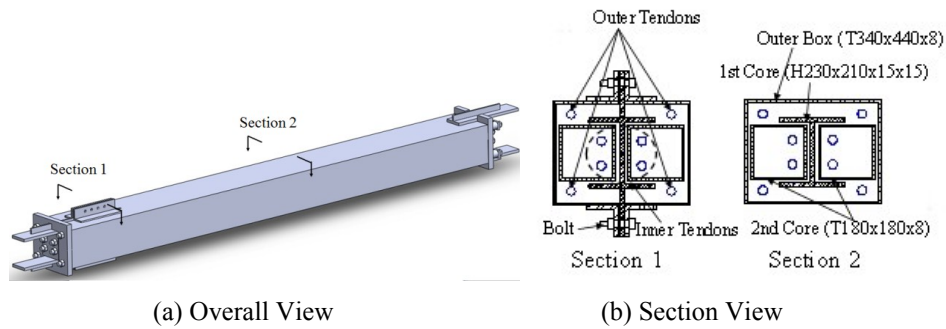 Section 1
Section 2
(a) Overall View
Outer Tendons
Outer Box (T340x440x8)
1st Core (H230x210x15x15)
Bolt
Inner Tendons
2nd Core (T180x180x8)
Section 1
Section 2
(b) Section View